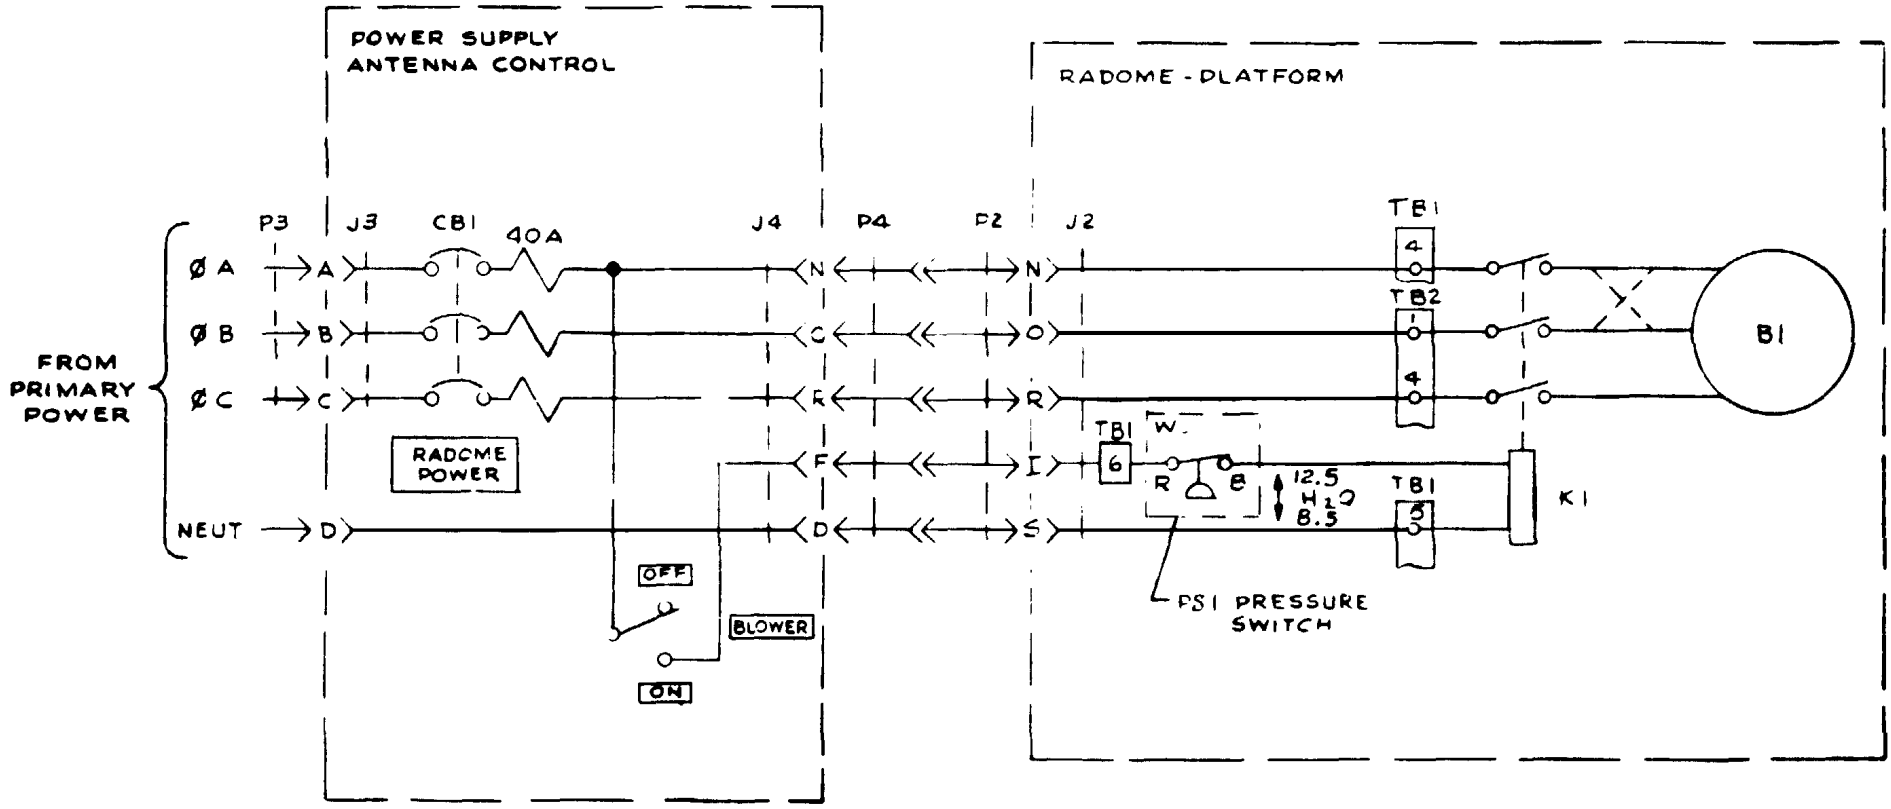 POWER SUPPLY
ANTENNA CONTROL
RADOME - PLATFORM
P3 J3 CB1 40A J4 P4 P2 J2 TB1
ØA A N N 4
TB2
ØB B O 1 B1
FROM
PRIMARY
POWER
ØC C R 4
RADOME
POWER
F I TB1 6 W R B
12.5
H2O
8.5
TB1
5
K1
NEUT D D S
OFF
BLOWER
ON
PS1 PRESSURE
SWITCH